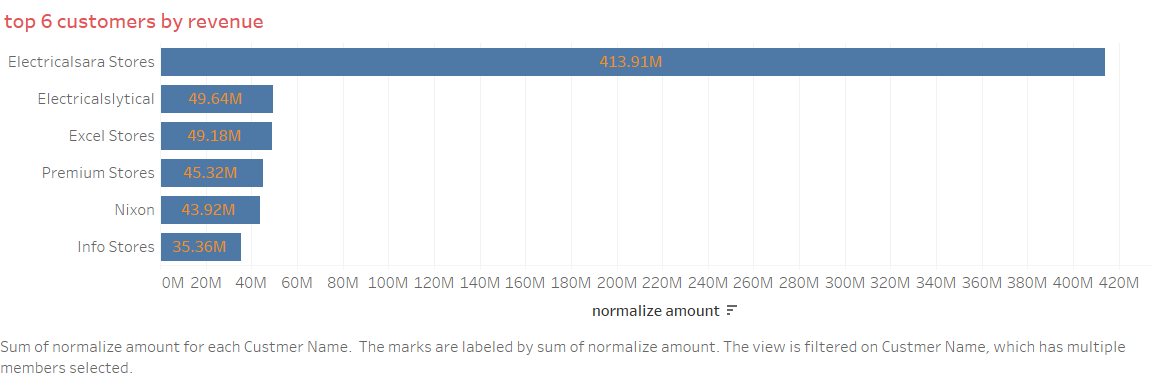 top 6 customers by revenue
Electricalsara Stores 413.91M
Electricalslytical 49.64M
Excel Stores 49.18M
Premium Stores 45.32M
Nixon 43.92M
Info Stores 35.36M
0M 20M 40M 60M 80M 100M 120M 140M 160M 180M 200M 220M 240M 260M 280M 300M 320M 340M 360M 380M 400M 420M
normalize amount
Sum of normalize amount for each Custmer Name. The marks are labeled by sum of normalize amount. The view is filtered on Custmer Name, which has multiple
members selected.